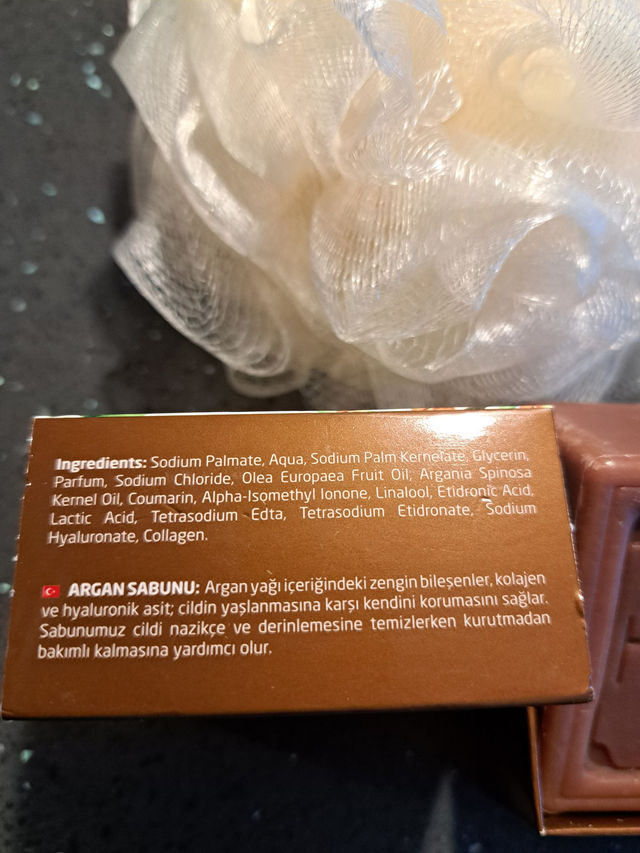 Ingredients: Sodium Palmate, Aqua, Sodium Palm Kernelate, Glycerin,
Parfum, Sodium Chloride, Olea Europaea Fruit Oil, Argania Spinosa
Kernel Oil, Coumarin, Alpha-Isomethyl Ionone, Linalool, Etidronic Acid,
Lactic Acid, Tetrasodium Edta, Tetrasodium Etidronate, Sodium
Hyaluronate, Collagen.
ARGAN SABUNU: Argan yağı içeriğindeki zengin bileşenler, kolajen
ve hyaluronik asit; cildin yaşlanmasına karşı kendini korumasını sağlar.
Sabunumuz cildi nazikçe ve derinlemesine temizlerken kurutmadan
bakımlı kalmasına yardımcı olur.